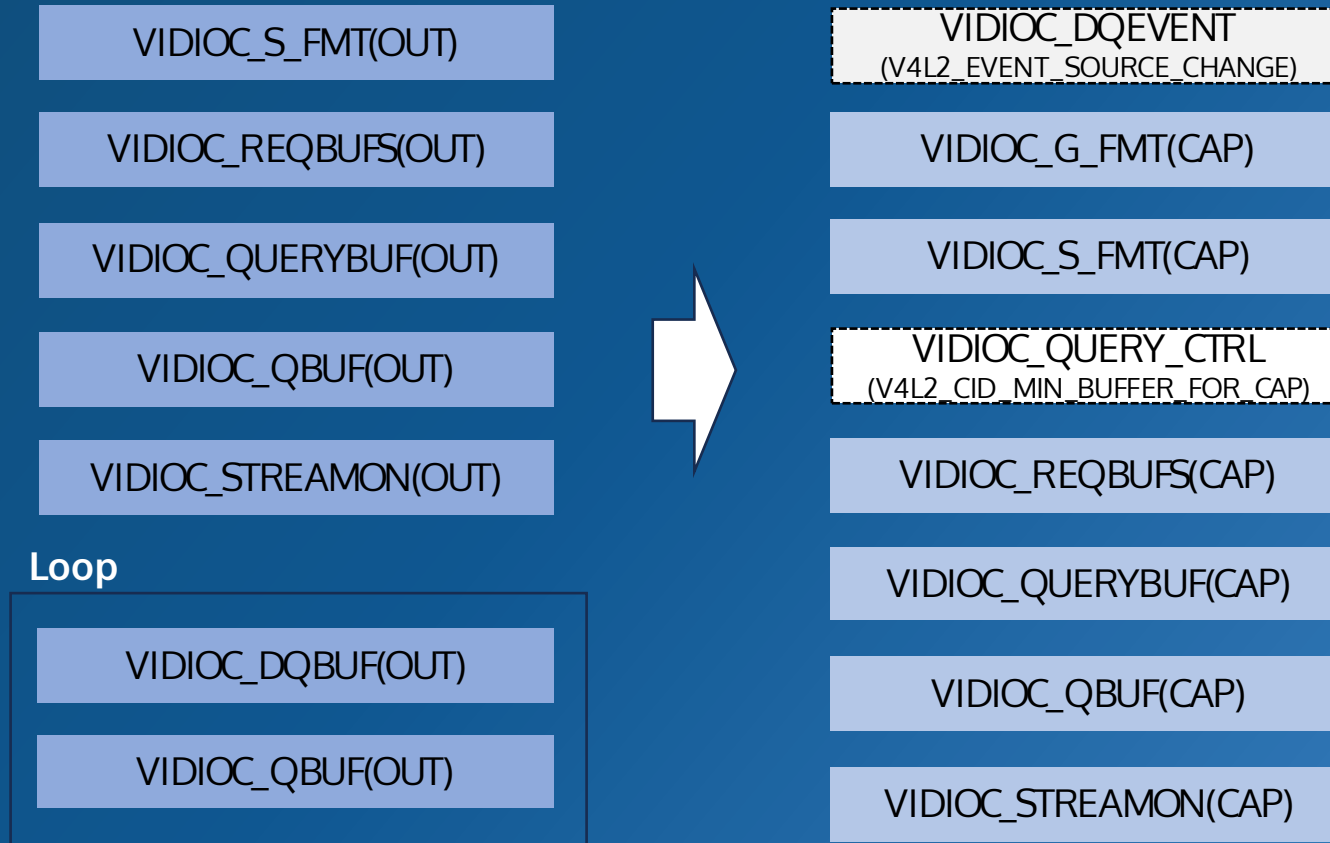 VIDIOC_S_FMT(OUT)
VIDIOC_REQBUFS(OUT)
VIDIOC_QUERYBUF(OUT)
VIDIOC_QBUF(OUT)
VIDIOC_STREAMON(OUT)
Loop
VIDIOC_DQBUF(OUT)
VIDIOC_QBUF(OUT)
VIDIOC_DQEVENT
(V4L2_EVENT_SOURCE_CHANGE)
VIDIOC_G_FMT(CAP)
VIDIOC_S_FMT(CAP)
VIDIOC_QUERY_CTRL
(V4L2_CID_MIN_BUFFER_FOR_CAP)
VIDIOC_REQBUFS(CAP)
VIDIOC_QUERYBUF(CAP)
VIDIOC_QBUF(CAP)
VIDIOC_STREAMON(CAP)